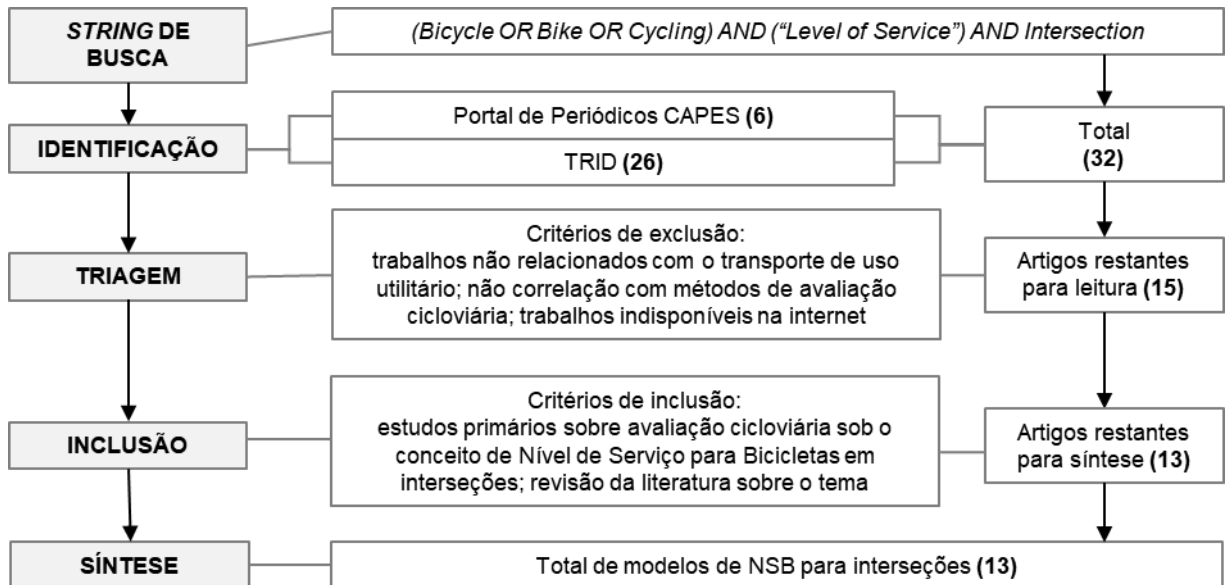 STRING DE
BUSCA
(Bicycle OR Bike OR Cycling) AND (“Level of Service”) AND Intersection
IDENTIFICAÇÃO
Portal de Periódicos CAPES (6)
TRID (26)
Total
(32)
TRIAGEM
Critérios de exclusão:
trabalhos não relacionados com o transporte de uso
utilitário; não correlação com métodos de avaliação
cicloviária; trabalhos indisponíveis na internet
Artigos restantes
para leitura (15)
INCLUSÃO
Critérios de inclusão:
estudos primários sobre avaliação cicloviária sob o
conceito de Nível de Serviço para Bicicletas em
interseções; revisão da literatura sobre o tema
Artigos restantes
para síntese (13)
SÍNTESE
Total de modelos de NSB para interseções (13)